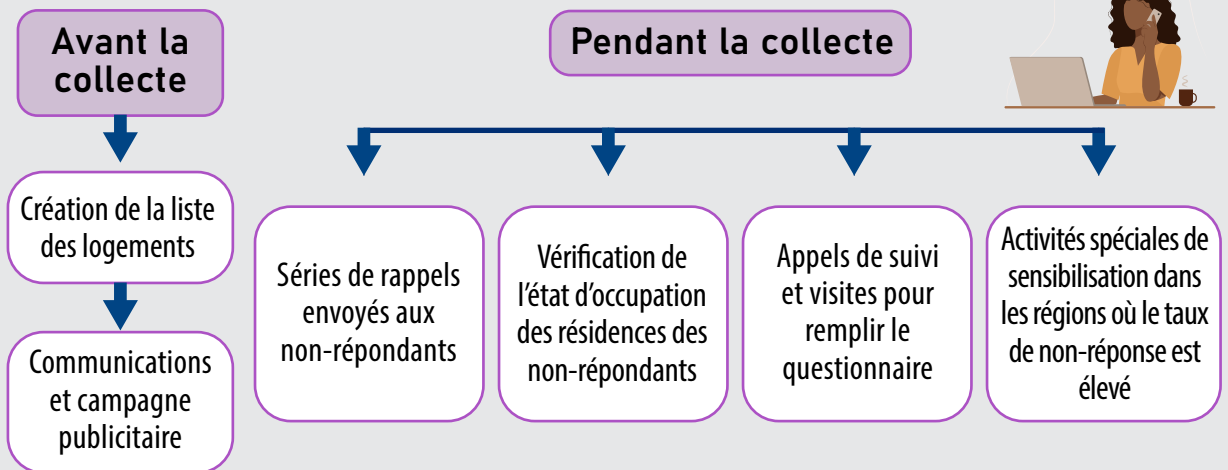 Avant la
collecte
Création de la liste
des logements
Communications
et campagne
publicitaire
Pendant la collecte
Séries de rappels
envoyés aux
non-répondants
Vérification de
l'état d'occupation
des résidences des
non-répondants
Appels de suivi
et visites pour
remplir le
questionnaire
Activités spéciales de
sensibilisation dans
les régions où le taux
de non-réponse est
élevé